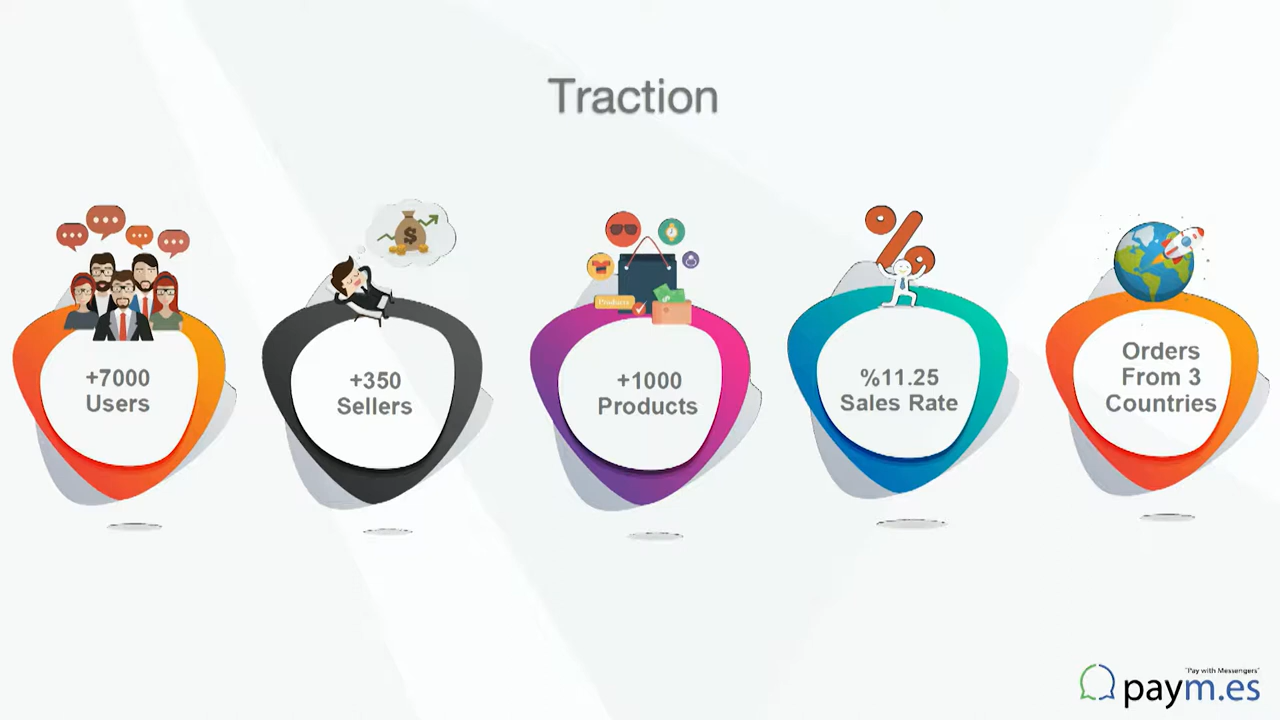 Traction
+7000
Users
+350
Sellers
Products
+1000
Products
%
%11.25
Sales Rate
Orders
From 3
Countries
"Pay with Messengers"
paym.es